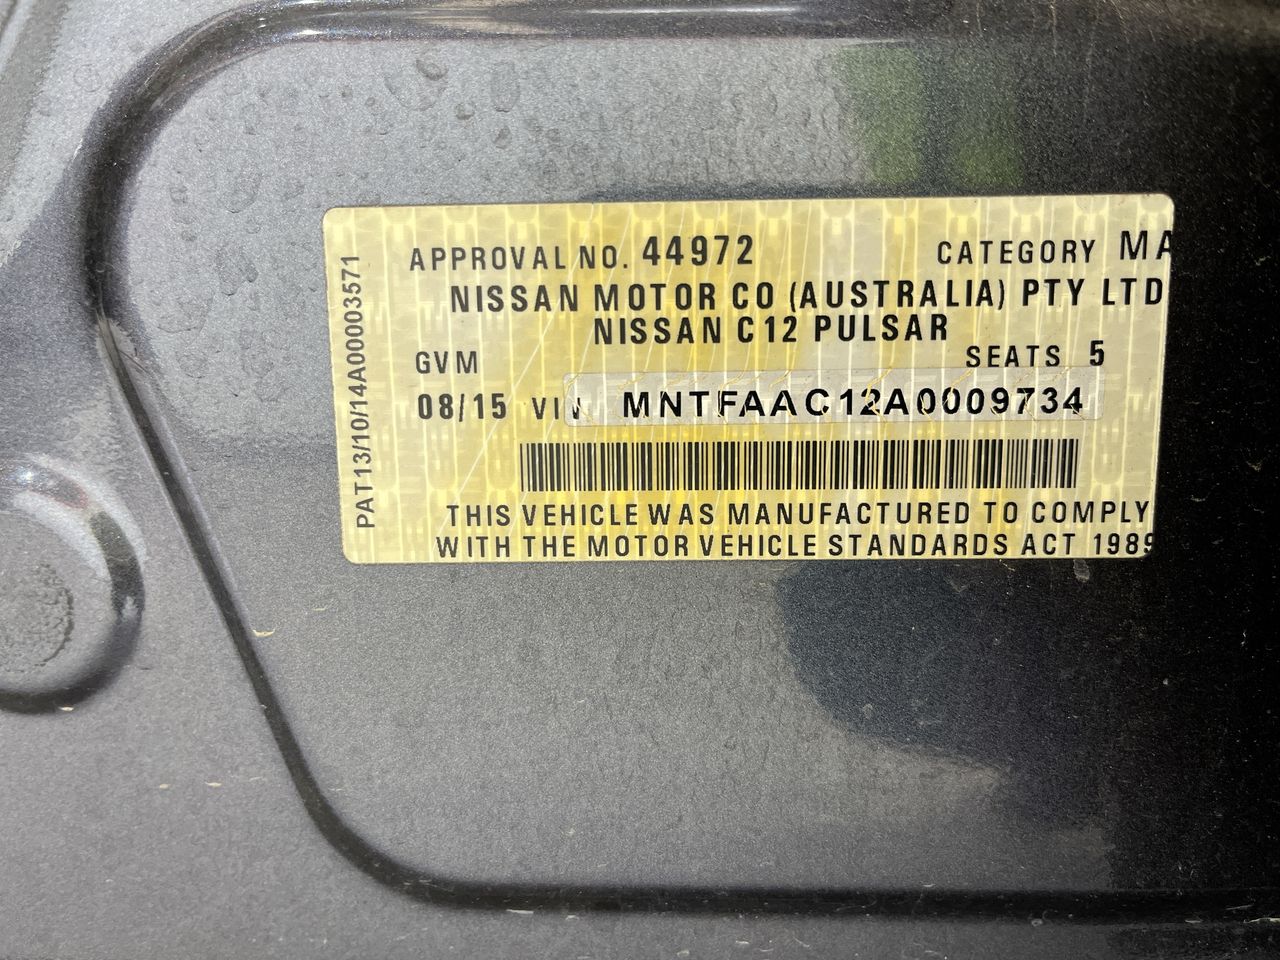 APPROVAL NO. 44972 CATEGORY MA
NISSAN MOTOR CO (AUSTRALIA) PTY LTD
NISSAN C12 PULSAR
GVM SEATS 5
08/15 VIN MNTFAAC12A0009734
THIS VEHICLE WAS MANUFACTURED TO COMPLY
WITH THE MOTOR VEHICLE STANDARDS ACT 1989
PAT13/10/14A00003571